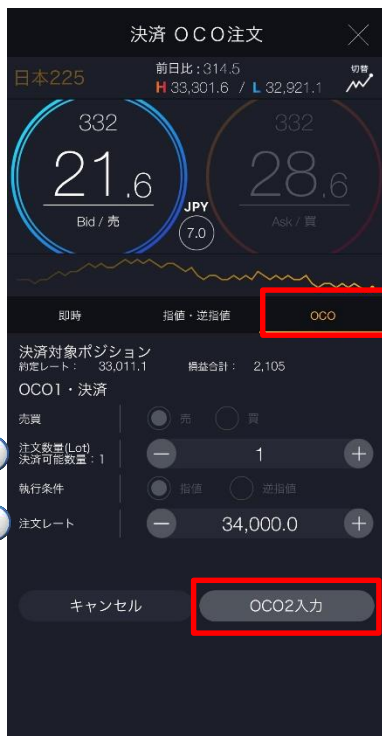 決済 OCO注文
日本225
前日比:314.5
H 33,301.6 / L 32,921.1
切替
332
21.6
Bid / 売
JPY
7.0
332
28.6
Ask / 買
即時
指値・逆指値
OCO
決済対象ポジション
約定レート: 33,011.1 損益合計: 2,105
OCO1・決済
売買 売 買
注文数量(Lot)
決済可能数量:1
− 1 +
執行条件 指値 逆指値
注文レート − 34,000.0 +
キャンセル OCO2入力